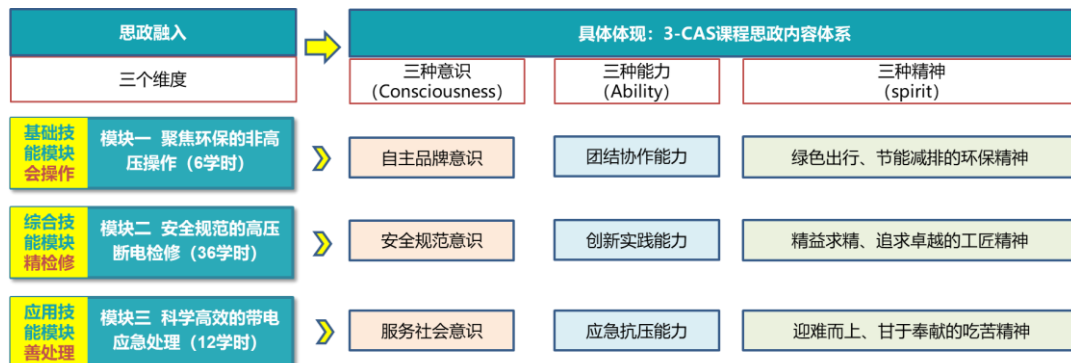 思政融入
具体体现：3-CAS课程思政内容体系
三个维度
三种意识
（Consciousness）
三种能力
（Ability）
三种精神
（spirit）
基础技
能模块
会操作
模块一 聚焦环保的非高
压操作（6学时）
自主品牌意识
团结协作能力
绿色出行、节能减排的环保精神
综合技
能模块
精检修
模块二 安全规范的高压
断电检修（36学时）
安全规范意识
创新实践能力
精益求精、追求卓越的工匠精神
应用技
能模块
善处理
模块三 科学高效的带电
应急处理（12学时）
服务社会意识
应急抗压能力
迎难而上、甘于奉献的吃苦精神